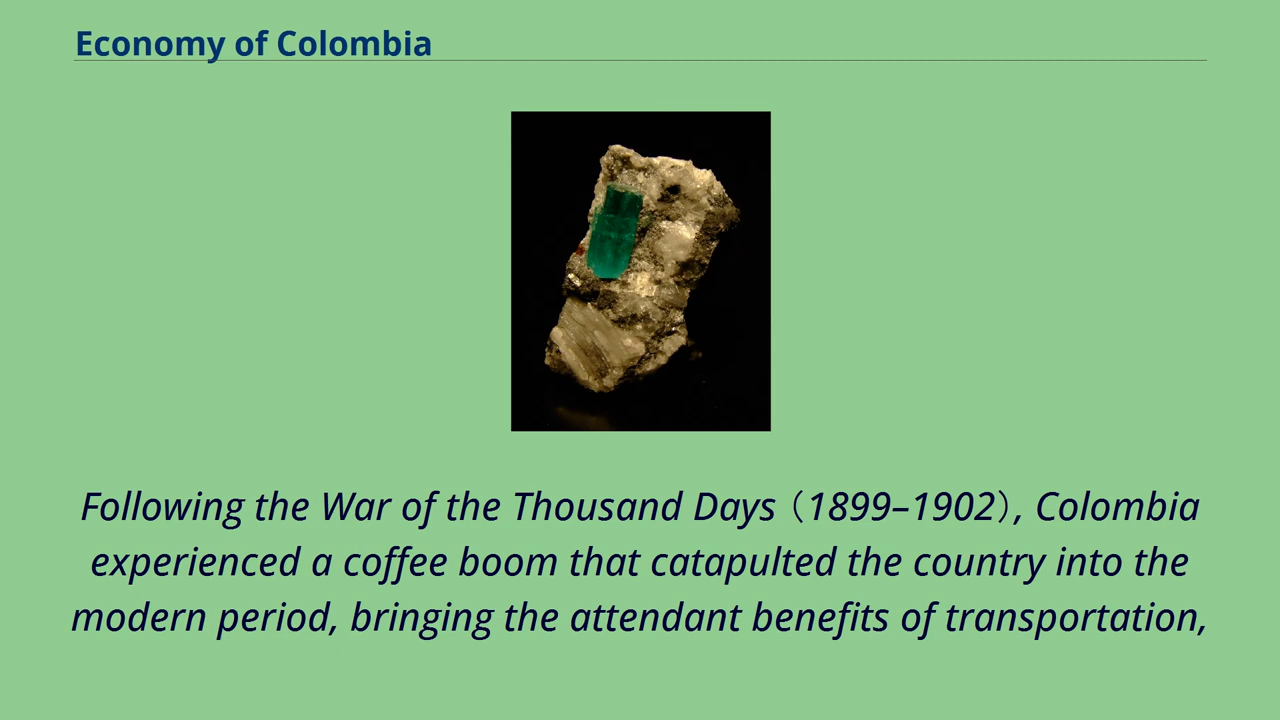 Economy of Colombia
Following the War of the Thousand Days（1899–1902）, Colombia
experienced a coffee boom that catapulted the country into the
modern period, bringing the attendant benefits of transportation,